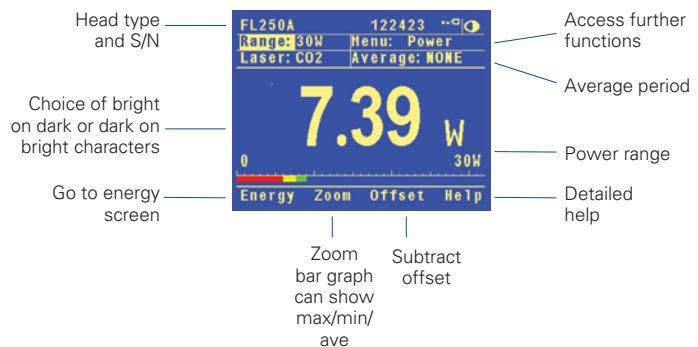 Head type
and S/N
Choice of bright
on dark or dark on
bright characters
Go to energy
screen
FL250A 122423
Range: 30W Menu: Power
Laser: CO2 Average: NONE
7.39 W
0 30W
Energy Zoom Offset Help
Access further
functions
Average period
Power range
Detailed
help
Zoom
bar graph
can show
max/min/
ave
Subtract
offset